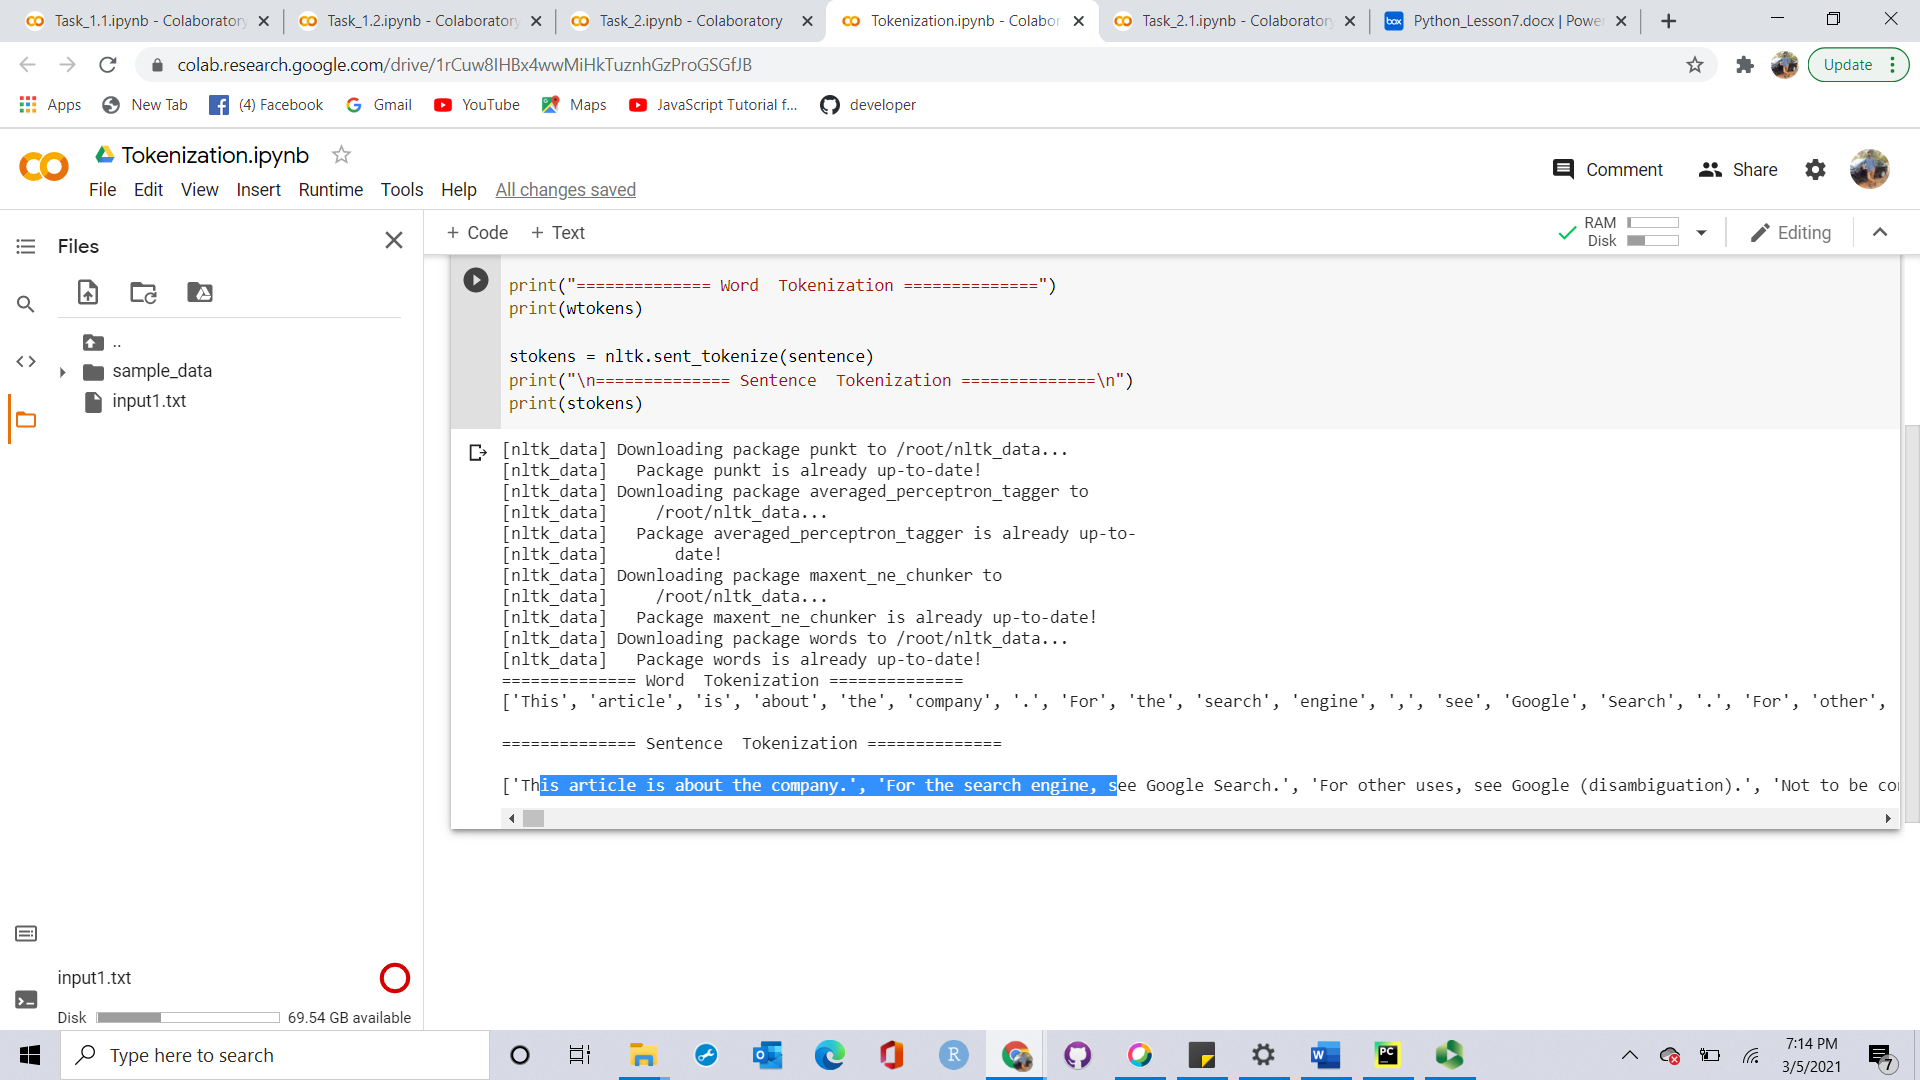 Task_1.1.ipynb - Colaboratory
Task_1.2.ipynb - Colaboratory
Task_2.ipynb - Colaboratory
Tokenization.ipynb - Colabor
Task_2.1.ipynb - Colaboratory
box Python_Lesson7.docx | Power
colab.research.google.com/drive/1rCuw8IHBx4wwMiHkTuznhGzProGSGfJB
Update
Apps
New Tab
(4) Facebook
Gmail
YouTube
Maps
JavaScript Tutorial f...
developer
Tokenization.ipynb
File Edit View Insert Runtime Tools Help All changes saved
Comment
Share
Files
+ Code + Text
RAM
Disk
Editing
..
sample_data
input1.txt
print("============== Word  Tokenization ==============")
print(wtokens)
stokens = nltk.sent_tokenize(sentence)
print("\n============== Sentence  Tokenization ==============\n")
print(stokens)
[nltk_data] Downloading package punkt to /root/nltk_data...
[nltk_data]   Package punkt is already up-to-date!
[nltk_data] Downloading package averaged_perceptron_tagger to
[nltk_data]     /root/nltk_data...
[nltk_data]   Package averaged_perceptron_tagger is already up-to-
[nltk_data]       date!
[nltk_data] Downloading package maxent_ne_chunker to
[nltk_data]     /root/nltk_data...
[nltk_data]   Package maxent_ne_chunker is already up-to-date!
[nltk_data] Downloading package words to /root/nltk_data...
[nltk_data]   Package words is already up-to-date!
============== Word  Tokenization ==============
['This', 'article', 'is', 'about', 'the', 'company', '.', 'For', 'the', 'search', 'engine', ',', 'see', 'Google', 'Search', '.', 'For', 'other',
============== Sentence  Tokenization ==============
['This article is about the company.', 'For the search engine, see Google Search.', 'For other uses, see Google (disambiguation).', 'Not to be co
input1.txt
Disk 69.54 GB available
Type here to search
7:14 PM
3/5/2021
7